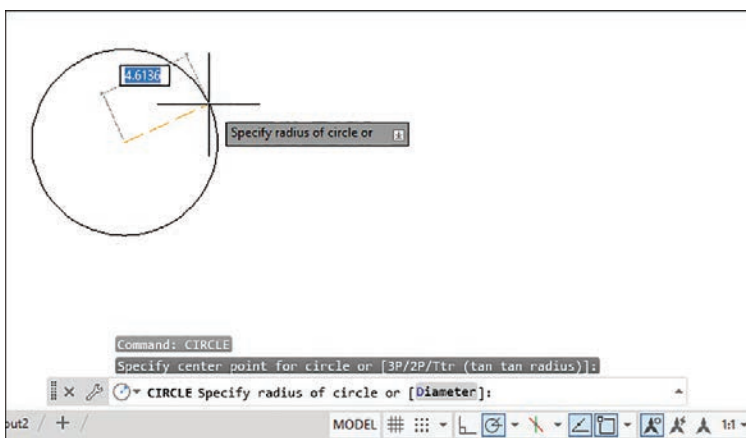 4.6136
Specify radius of circle or
Command: CIRCLE
Specify center point for circle or [3P/2P/Ttr (tan tan radius)]:
CIRCLE Specify radius of circle or [Diameter]:
out2 / + / MODEL 1:1